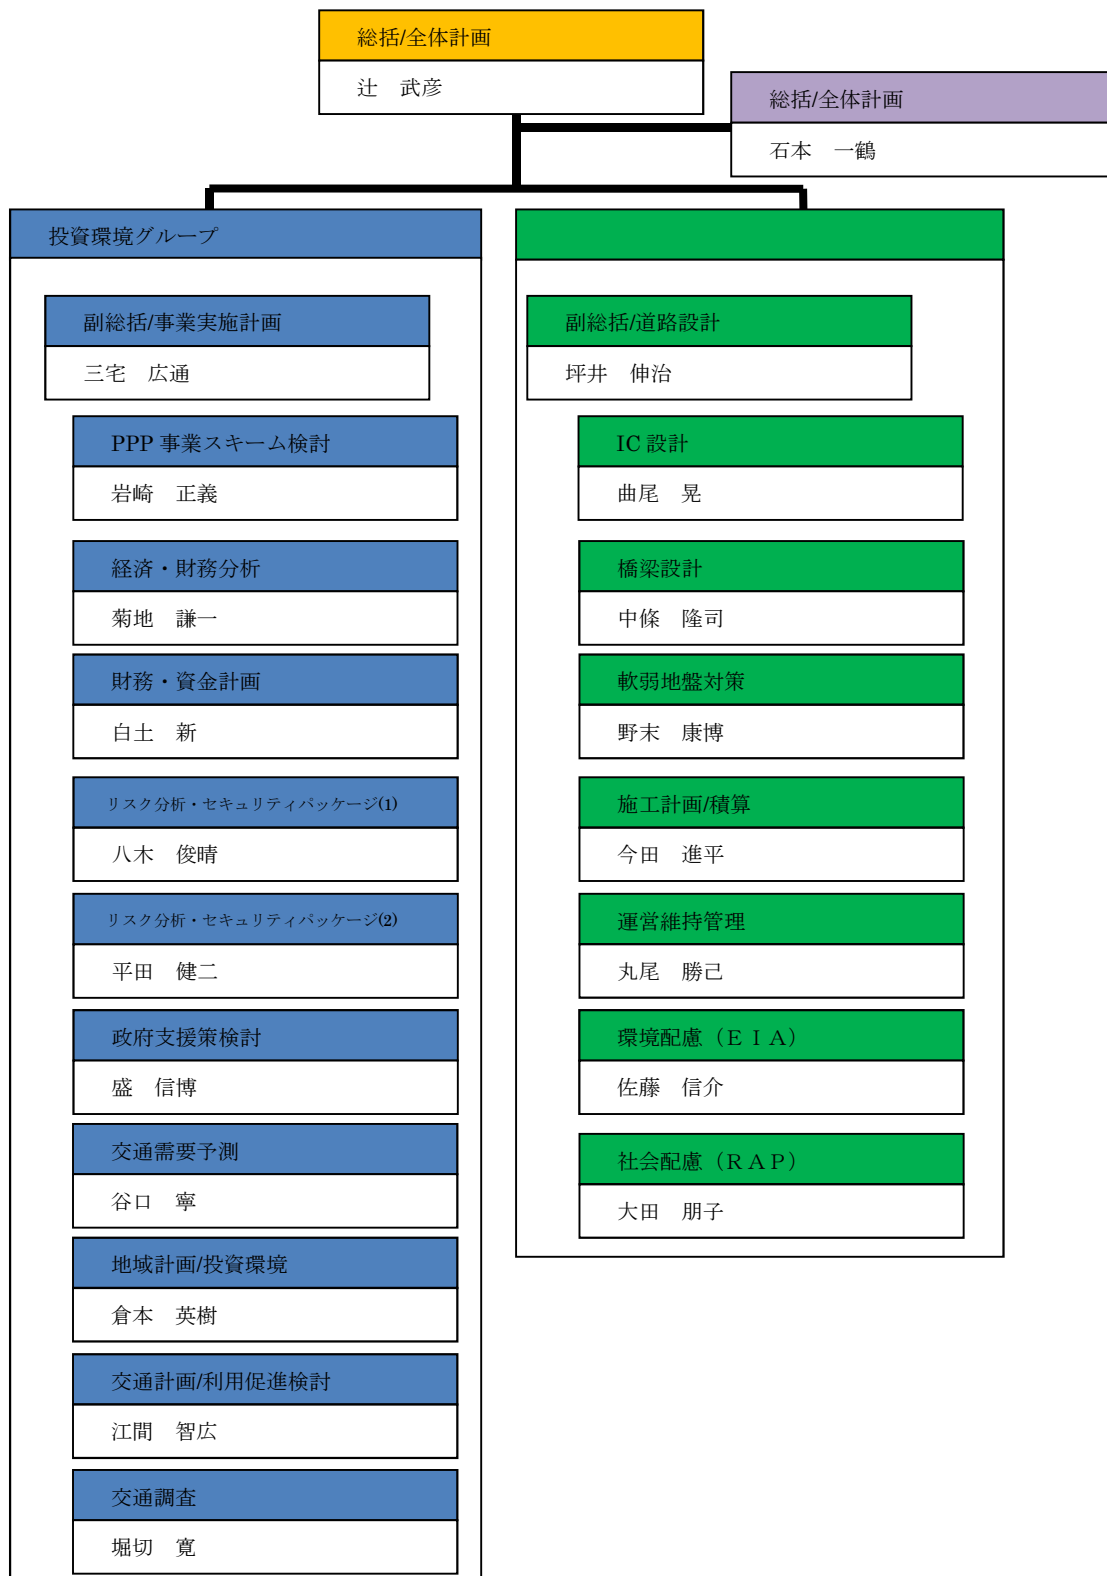 総括/全体計画
辻　武彦
総括/全体計画
石本　一鶴
投資環境グループ
副総括/事業実施計画
三宅　広通
PPP 事業スキーム検討
岩崎　正義
経済・財務分析
菊地　謙一
財務・資金計画
白土　新
リスク分析・セキュリティパッケージ(1)
八木　俊晴
リスク分析・セキュリティパッケージ(2)
平田　健二
政府支援策検討
盛　信博
交通需要予測
谷口　寧
地域計画/投資環境
倉本　英樹
交通計画/利用促進検討
江間　智広
交通調査
堀切　寛
副総括/道路設計
坪井　伸治
IC 設計
曲尾　晃
橋梁設計
中條　隆司
軟弱地盤対策
野末　康博
施工計画/積算
今田　進平
運営維持管理
丸尾　勝己
環境配慮（ＥＩＡ）
佐藤　信介
社会配慮（ＲＡＰ）
大田　朋子